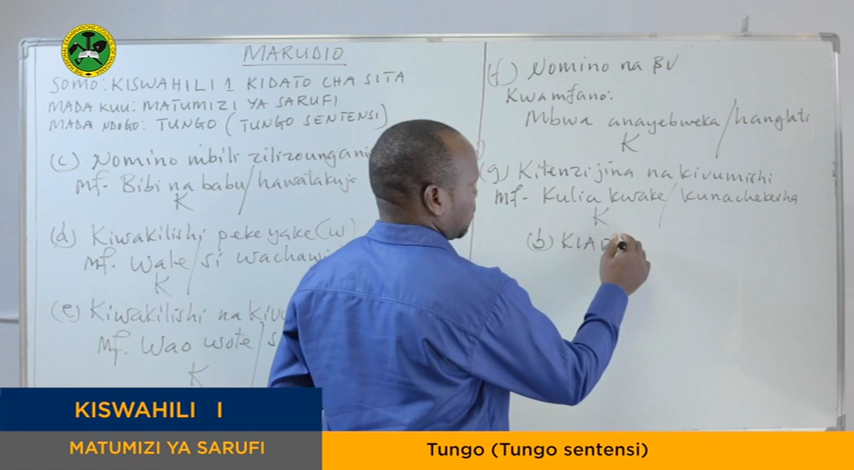 MARUDIO
SOMO: KISWAHILI 1 KIDATO CHA SITA
MADA KUU: MATUMIZI YA SARUFI
MADA NDOGO: TUNGO (TUNGO SENTENSI)
(c) Nomino mbili zilizoungani
Mf- Bibi na babu/hawatakuja
K
(d) Kiwakilishi peke yake (W)
Mf. Wale/si wachawi
K
(e) Kiwakilishi na kiv
Mf. Wao wote/s
K
(f) Nomino na βV
Kwamfano:
Mbwa anayebweka/hang'ati
K
(g) Kitenzi jina na kivumishi
Mf- Kulia kwake/kunachekesha
K
(b) KIA
KISWAHILI I
MATUMIZI YA SARUFI
Tungo (Tungo sentensi)